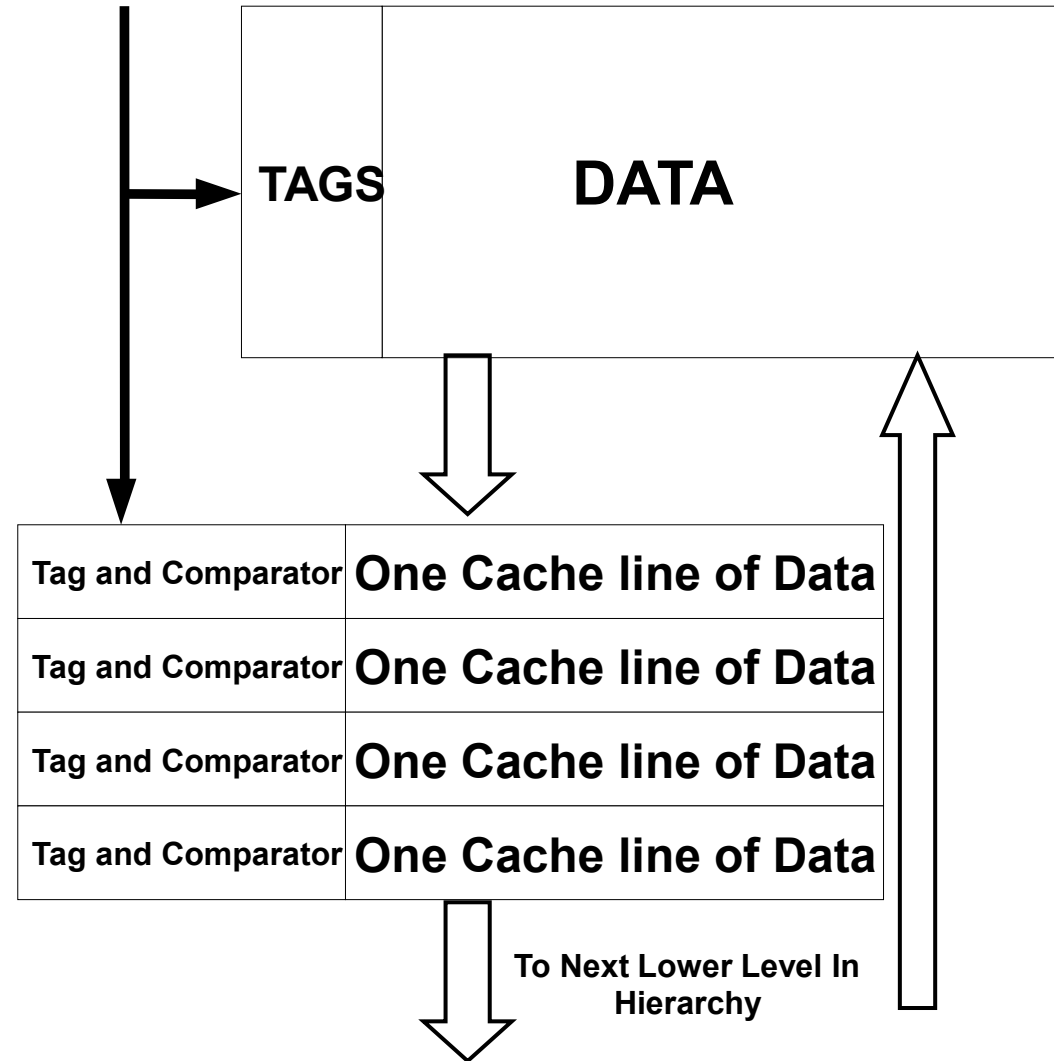 TAGS
DATA
Tag and Comparator
One Cache line of Data
Tag and Comparator
One Cache line of Data
Tag and Comparator
One Cache line of Data
Tag and Comparator
One Cache line of Data
To Next Lower Level In
Hierarchy